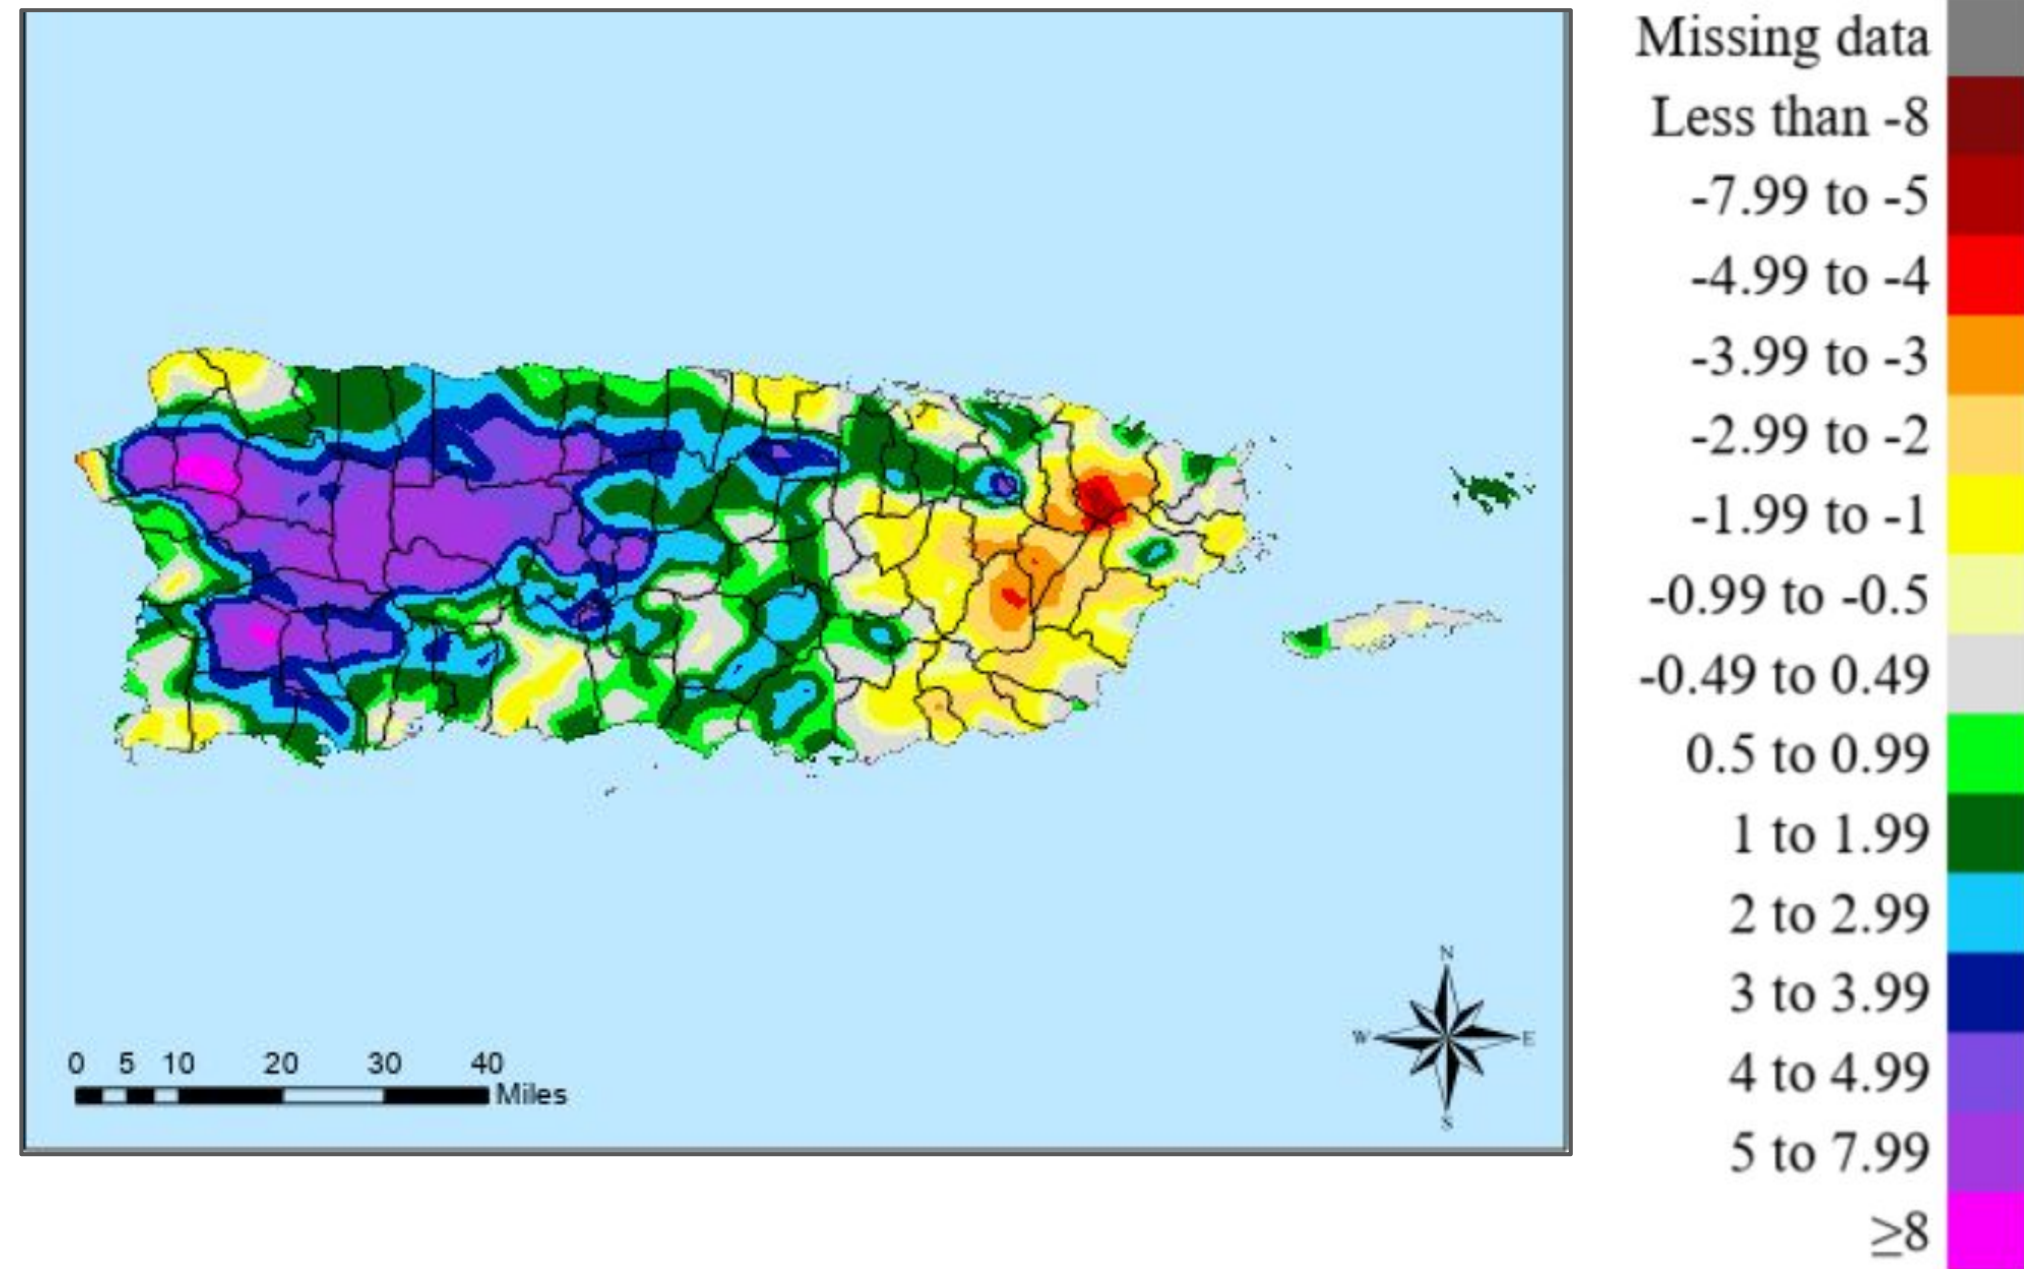 Missing data
Less than -8
-7.99 to -5
-4.99 to -4
-3.99 to -3
-2.99 to -2
-1.99 to -1
-0.99 to -0.5
-0.49 to 0.49
0.5 to 0.99
1 to 1.99
2 to 2.99
3 to 3.99
4 to 4.99
5 to 7.99
≥8
N
W E
S
0 5 10 20 30 40
Miles